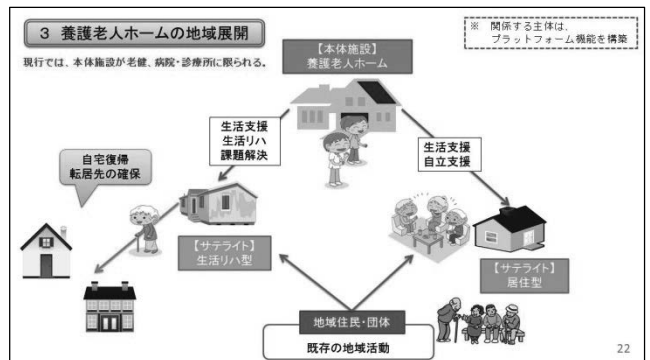 3 養護老人ホームの地域展開
※ 関係する主体は、
プラットフォーム機能を構築
現行では、本体施設が老健、病院・診療所に限られる。
【本体施設】
養護老人ホーム
生活支援
生活リハ
課題解決
生活支援
自立支援
自宅復帰
転居先の確保
【サテライト】
生活リハ型
【サテライト】
居住型
地域住民・団体
既存の地域活動
22